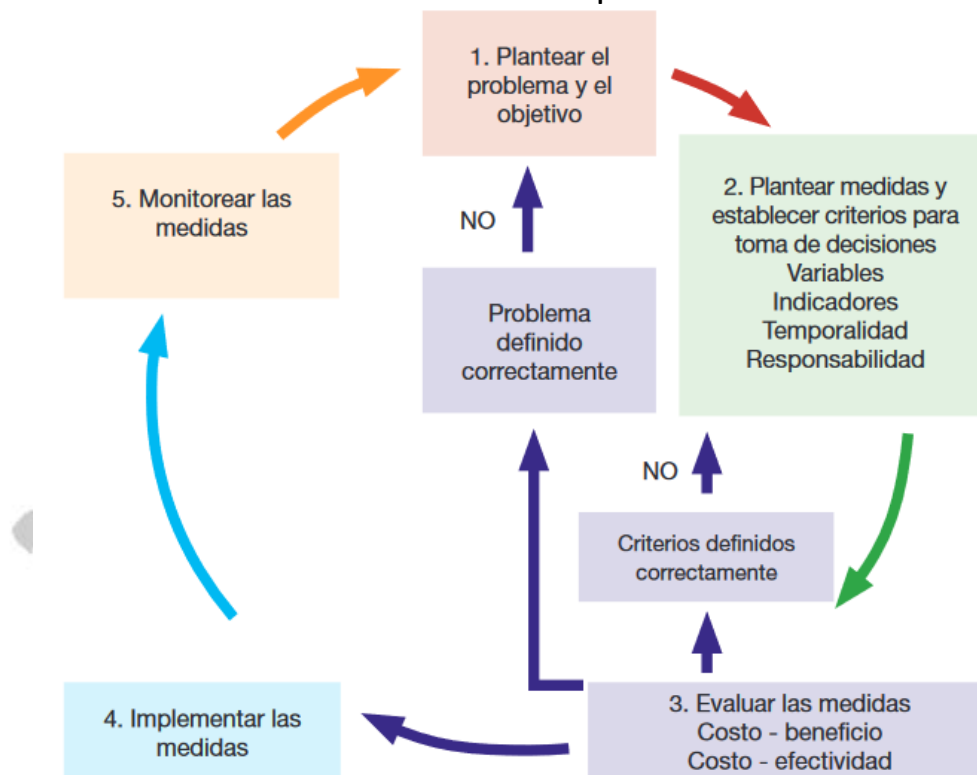 1. Plantear el
problema y el
objetivo
2. Plantear medidas y
establecer criterios para
toma de decisiones
Variables
Indicadores
Temporalidad
Responsabilidad
5. Monitorear las
medidas
NO
Problema
definido
correctamente
NO
Criterios definidos
correctamente
3. Evaluar las medidas
Costo - beneficio
Costo - efectividad
4. Implementar las
medidas